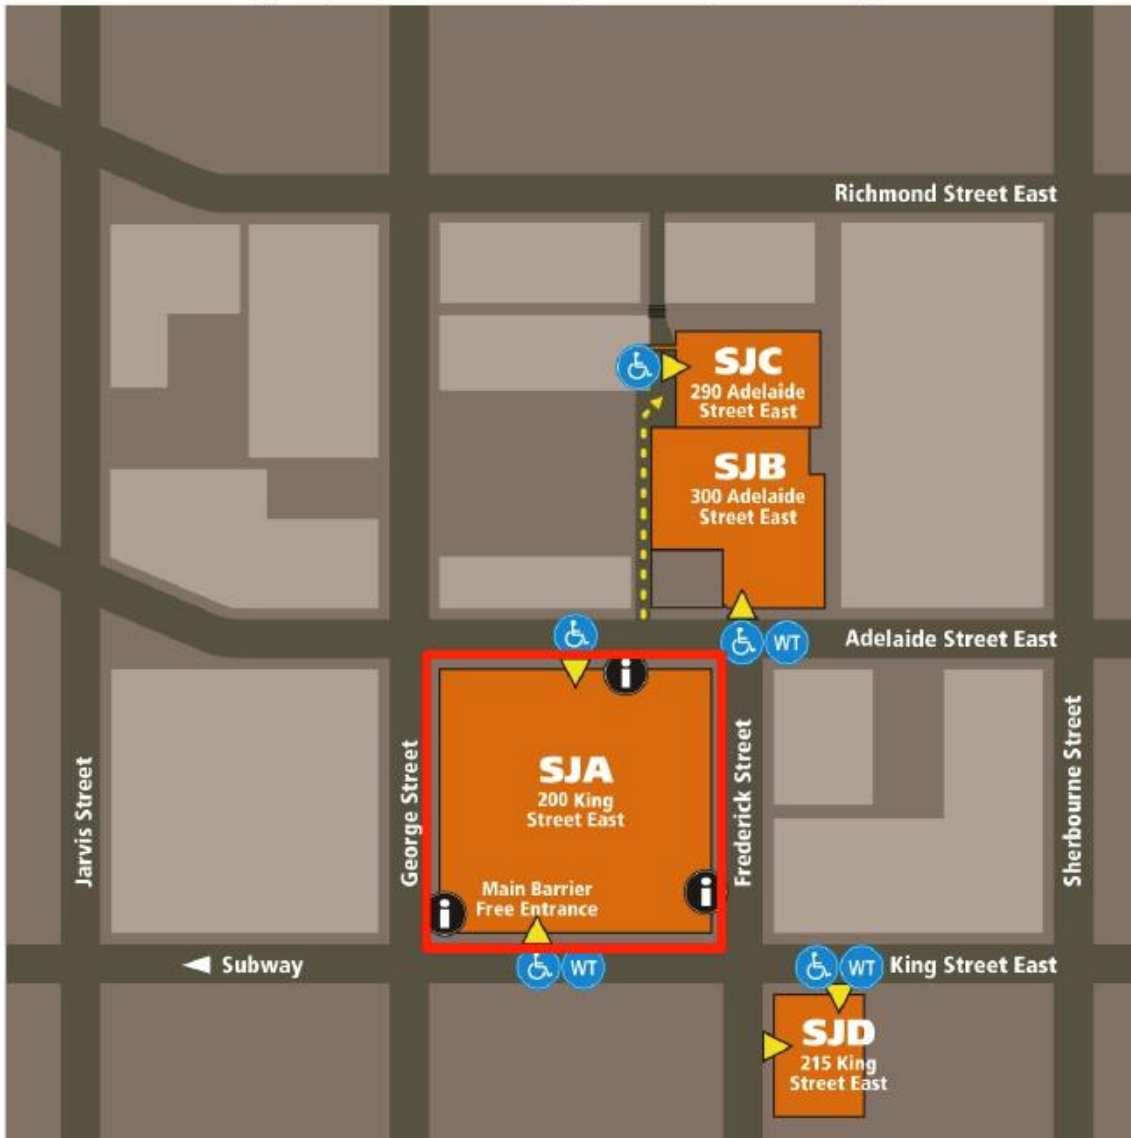 Richmond Street East
SJC
290 Adelaide
Street East
SJB
300 Adelaide
Street East
WT
Adelaide Street East
i
Jarvis Street
George Street
SJA
200 King
Street East
Frederick Street
Sherbourne Street
i
i
Main Barrier
Free Entrance
Subway
WT
WT
King Street East
SJD
215 King
Street East